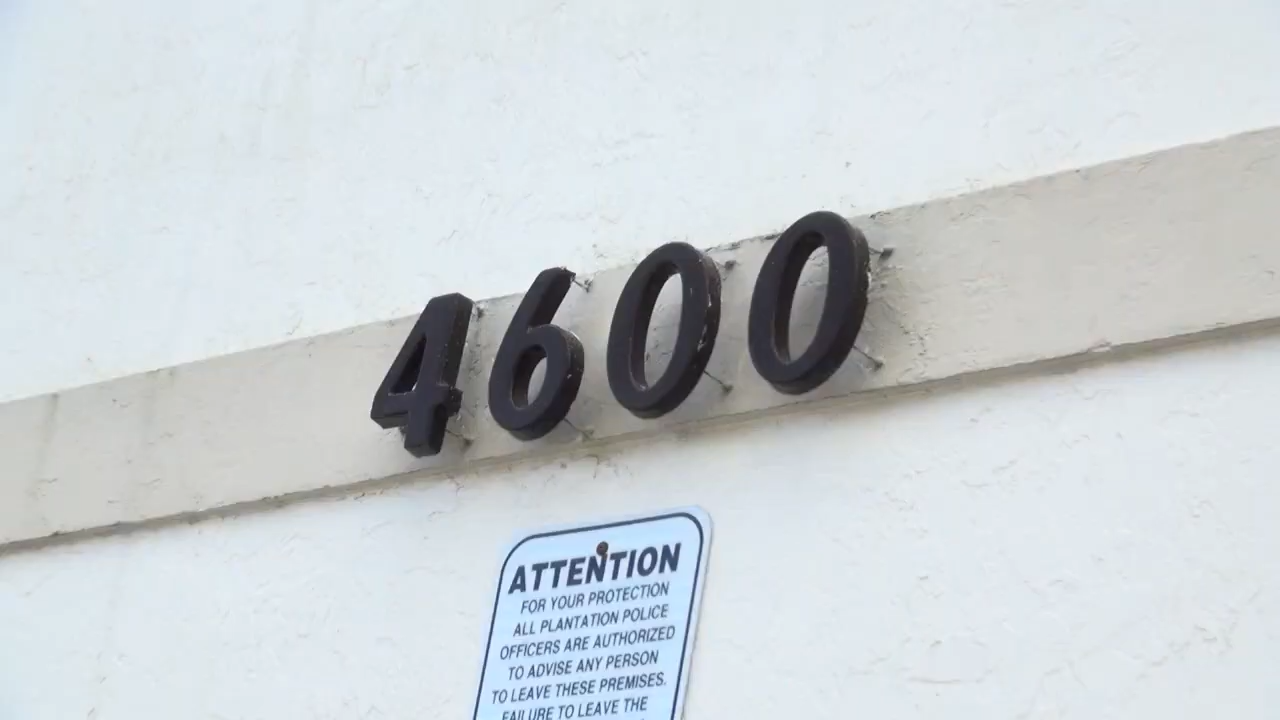 4600
ATTENTION
FOR YOUR PROTECTION
ALL PLANTATION POLICE
OFFICERS ARE AUTHORIZED
TO ADVISE ANY PERSON
TO LEAVE THESE PREMISES.
FAILURE TO LEAVE THE